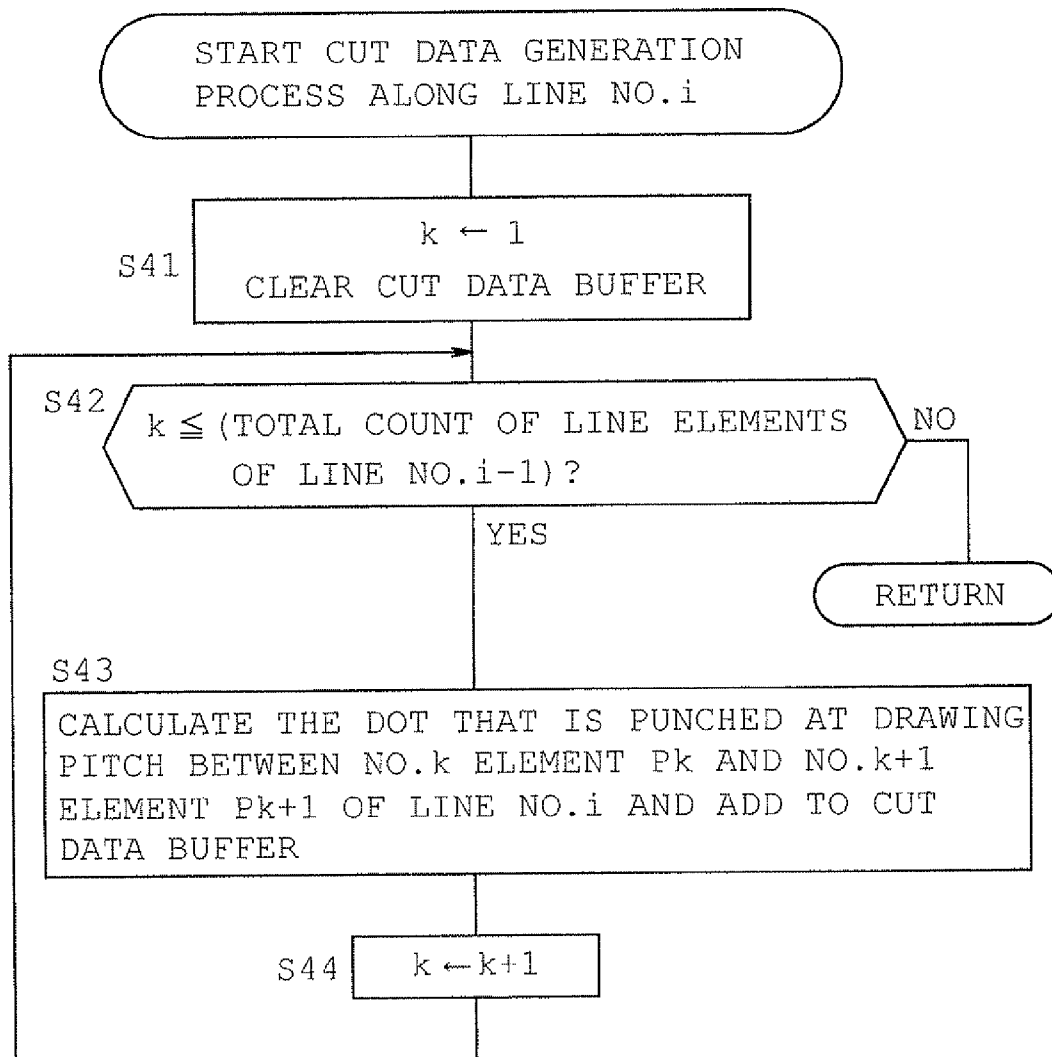 START CUT DATA GENERATION
PROCESS ALONG LINE NO.i
S41
k ← 1
CLEAR CUT DATA BUFFER
S42
k ≦ (TOTAL COUNT OF LINE ELEMENTS
OF LINE NO.i-1)?
NO
YES
RETURN
S43
CALCULATE THE DOT THAT IS PUNCHED AT DRAWING
PITCH BETWEEN NO.k ELEMENT Pk AND NO.k+1
ELEMENT Pk+1 OF LINE NO.i AND ADD TO CUT
DATA BUFFER
S44
k ← k+1